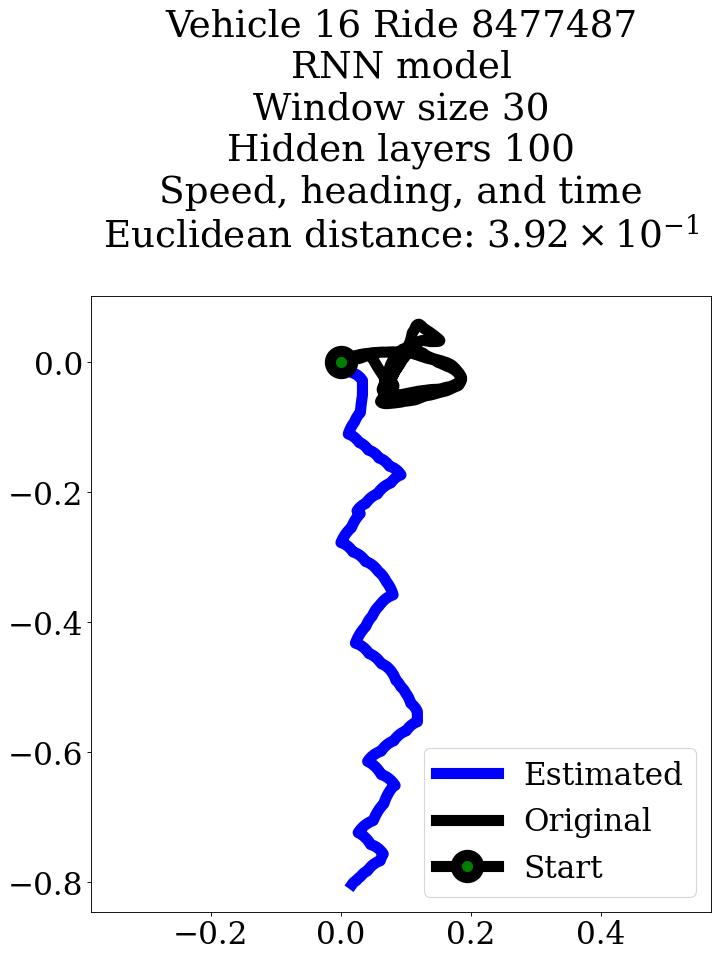 Vehicle 16 Ride 8477487
RNN model
Window size 30
Hidden layers 100
Speed, heading, and time
Euclidean distance: 3.92 × 10⁻¹
0.0
−0.2
−0.4
−0.6
−0.8
Estimated
Original
Start
−0.2 0.0 0.2 0.4